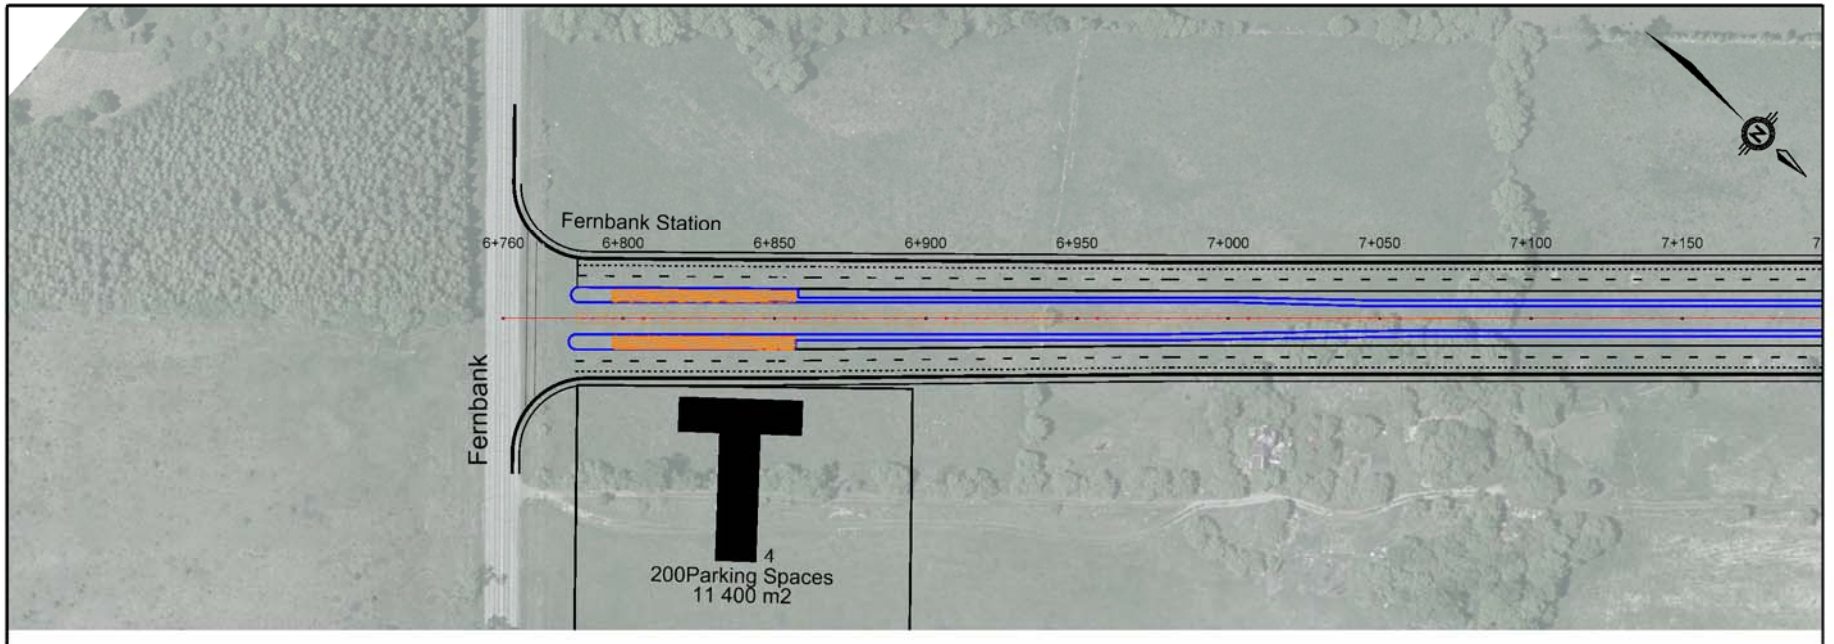 N
Fernbank Station
6+760 6+800 6+850 6+900 6+950 7+000 7+050 7+100 7+150 7
Fernbank
T
4
200Parking Spaces
11 400 m2